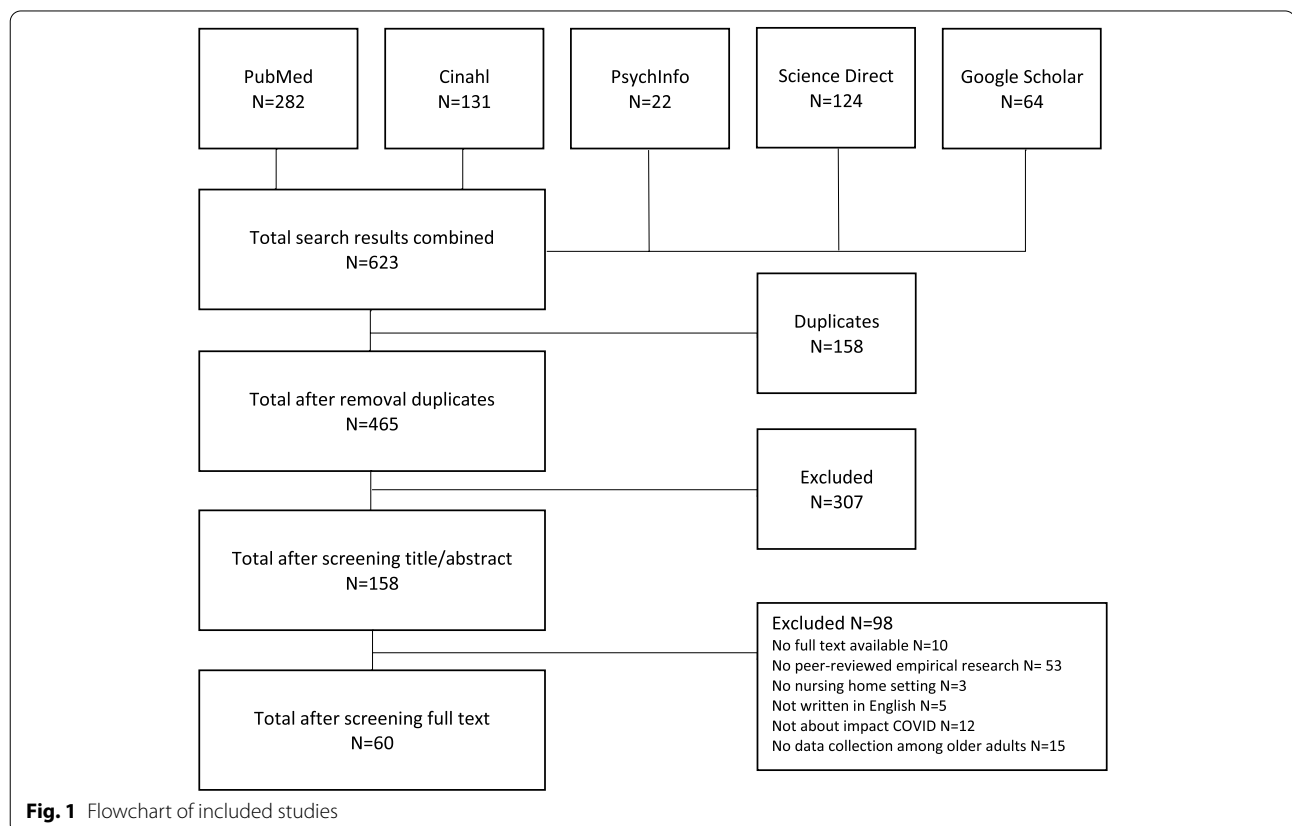 PubMed
N=282
Cinahl
N=131
PsychInfo
N=22
Science Direct
N=124
Google Scholar
N=64
Total search results combined
N=623
Duplicates
N=158
Total after removal duplicates
N=465
Excluded
N=307
Total after screening title/abstract
N=158
Excluded N=98
No full text available N=10
No peer-reviewed empirical research N= 53
No nursing home setting N=3
Not written in English N=5
Not about impact COVID N=12
No data collection among older adults N=15
Total after screening full text
N=60
Fig. 1 Flowchart of included studies